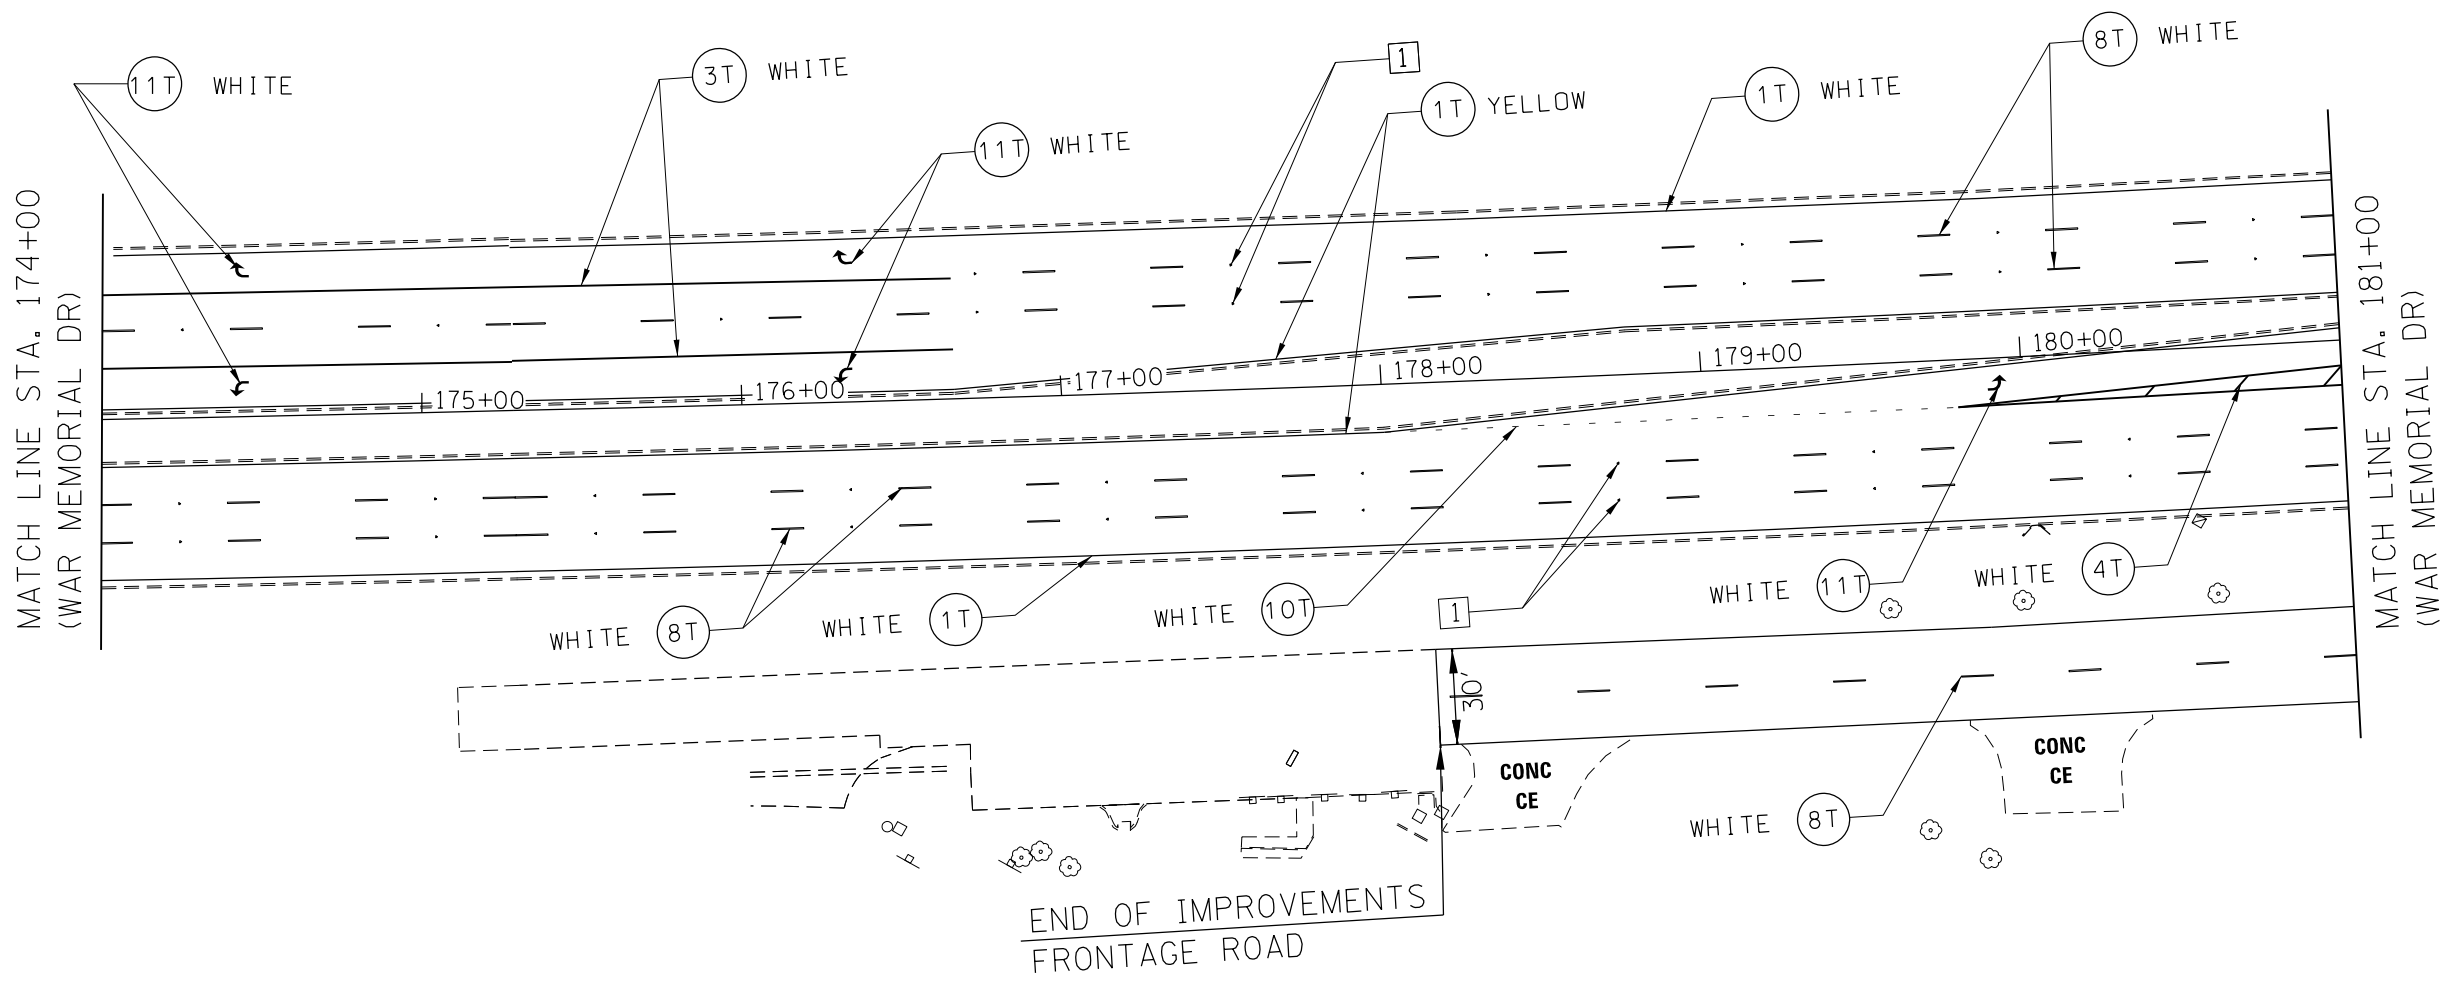 MATCH LINE STA. 174+00
(WAR MEMORIAL DR)
11T WHITE
3T WHITE
11T WHITE
1
1T YELLOW
1T WHITE
8T WHITE
175+00
176+00
177+00
178+00
179+00
180+00
MATCH LINE STA. 181+00
(WAR MEMORIAL DR)
WHITE 8T
WHITE 1T
WHITE 10T
1
WHITE 11T
WHITE 4T
30'
CONC
CE
CONC
CE
WHITE 8T
END OF IMPROVEMENTS
FRONTAGE ROAD